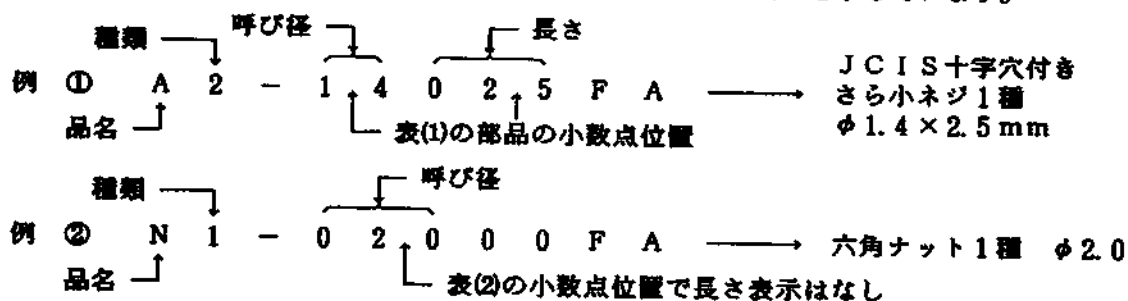 種類 呼び径 長さ
例 ① A 2 - 1 4 0 2 5 F A JCIS十字穴付き
さら小ネジ1種
品名 表(1)の部品の小数点位置 φ1.4×2.5mm
種類 呼び径
例 ② N 1 - 0 2 0 0 0 F A 六角ナット1種 φ2.0
品名 表(2)の小数点位置で長さ表示はなし